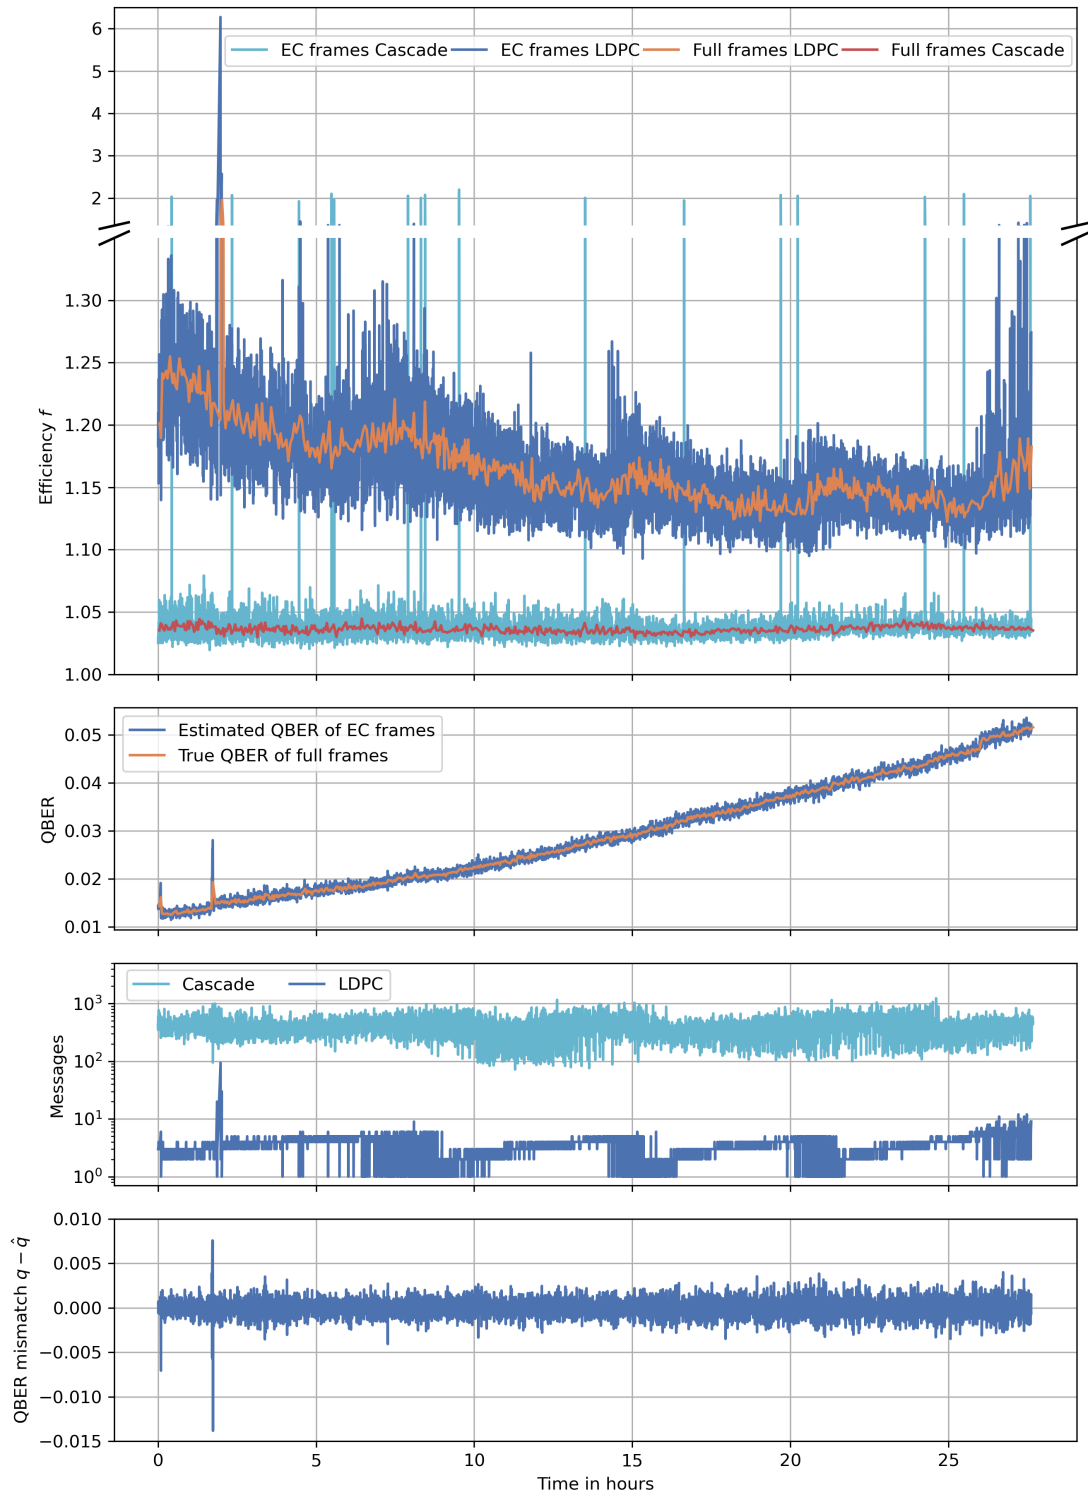 6
EC frames Cascade EC frames LDPC Full frames LDPC Full frames Cascade
5
4
3
2
1.30
1.25
1.20
1.15
1.10
1.05
1.00
Efficiency f
Estimated QBER of EC frames
True QBER of full frames
0.05
0.04
0.03
0.02
0.01
QBER
Cascade LDPC
10³
10²
10¹
10⁰
Messages
0.010
0.005
0.000
−0.005
−0.010
−0.015
QBER mismatch q − q̂
0 5 10 15 20 25
Time in hours